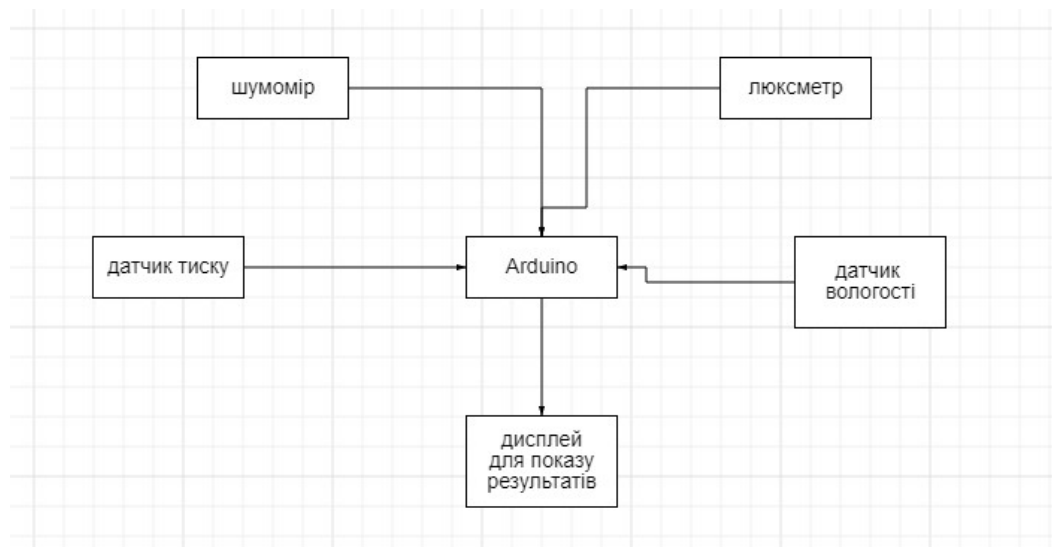 шумомір
люксметр
датчик тиску
Arduino
датчик
вологості
дисплей
для показу
результатів